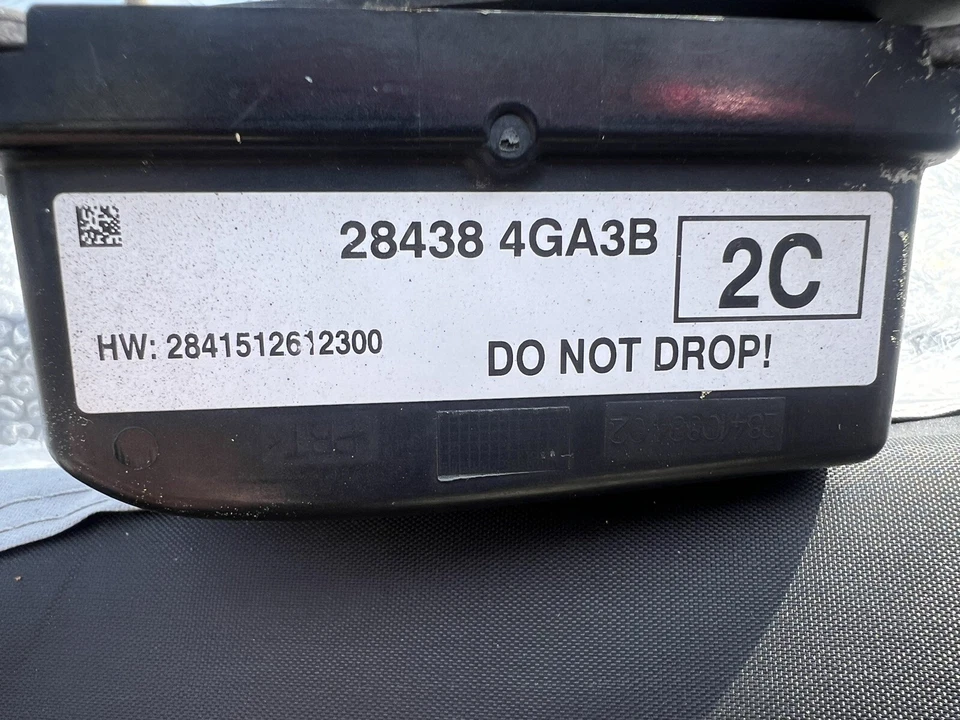 28438 4GA3B
2C
HW: 2841512612300
DO NOT DROP!